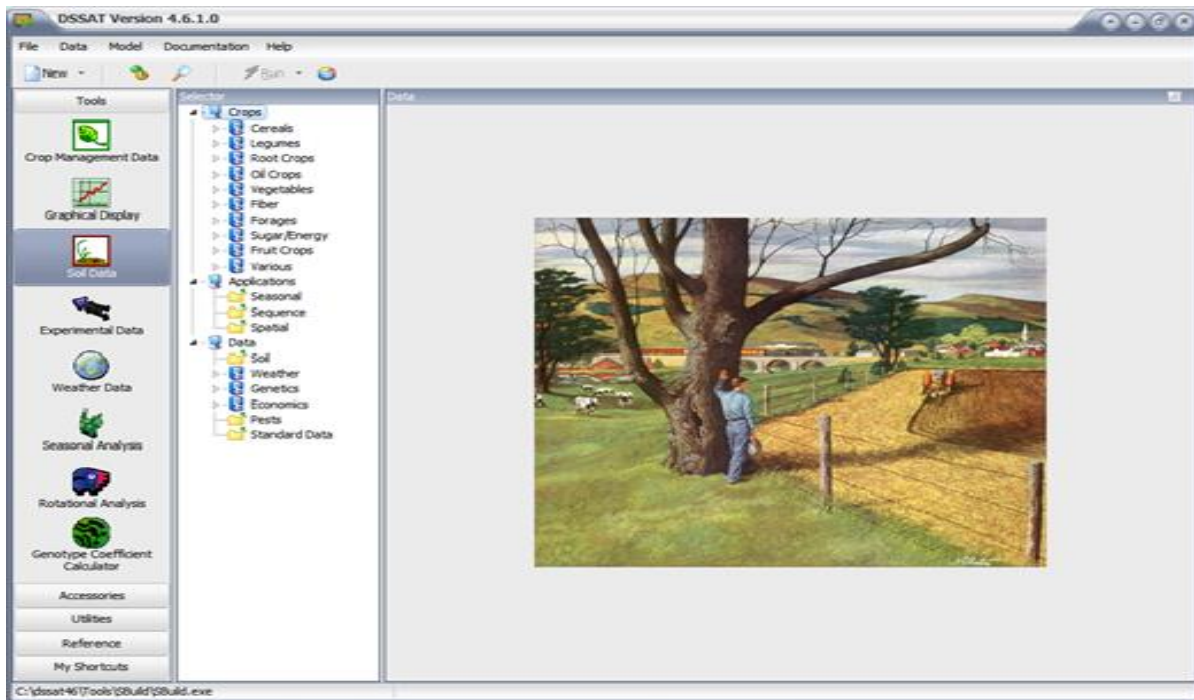 DSSAT Version 4.6.1.0
File Data Model Documentation Help
New Run
Tools
Crop Management Data
Graphical Display
Soil Data
Experimental Data
Weather Data
Seasonal Analysis
Rotational Analysis
Genotype Coefficient
Calculator
Accessories
Utilities
Reference
My Shortcuts
Selector
Crops
Cereals
Legumes
Root Crops
Oil Crops
Vegetables
Fiber
Forages
Sugar/Energy
Fruit Crops
Various
Applications
Seasonal
Sequence
Spatial
Data
Soil
Weather
Genetics
Economics
Pests
Standard Data
Data
C:\dssat46\Tools\SBuild\SBuild.exe